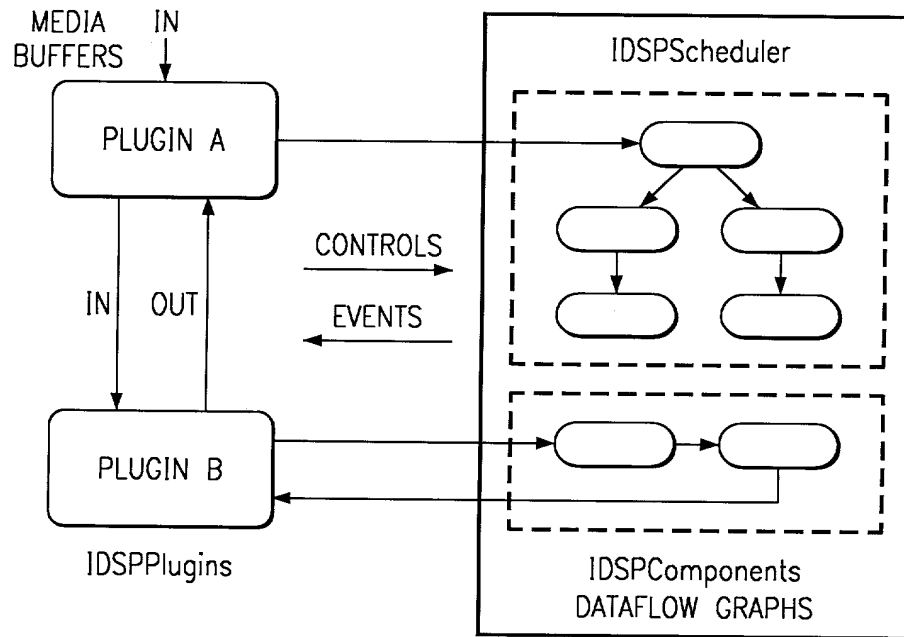 MEDIA IN
BUFFERS
IDSPScheduler
PLUGIN A
CONTROLS
IN OUT
EVENTS
PLUGIN B
IDSPPlugins
IDSPComponents
DATAFLOW GRAPHS